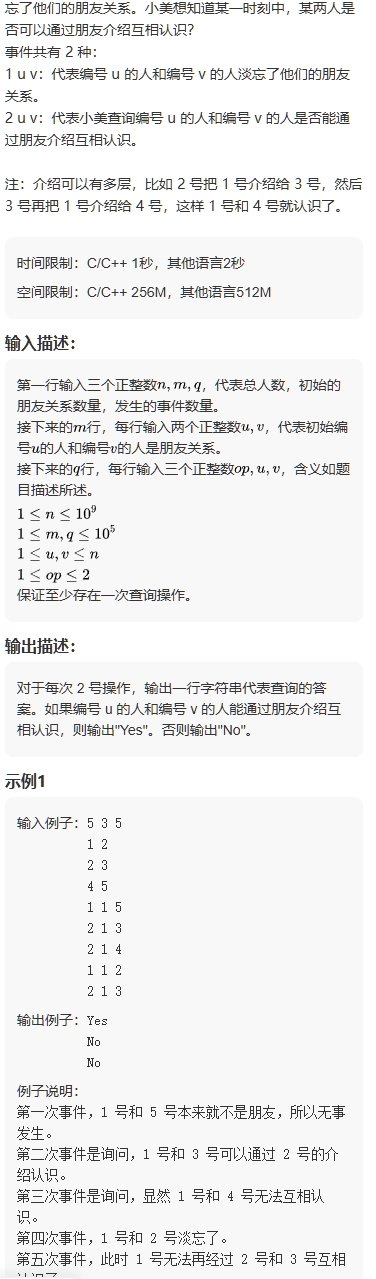 忘了他们的朋友关系。小美想知道某一时刻中，某两人是
否可以通过朋友介绍互相认识？
事件共有 2 种：
1 u v：代表编号 u 的人和编号 v 的人淡忘了他们的朋友
关系。
2 u v：代表小美查询编号 u 的人和编号 v 的人是否能通
过朋友介绍互相认识。
注：介绍可以有多层，比如 2 号把 1 号介绍给 3 号，然后
3 号再把 1 号介绍给 4 号，这样 1 号和 4 号就认识了。
时间限制：C/C++ 1秒，其他语言2秒
空间限制：C/C++ 256M，其他语言512M
输入描述：
第一行输入三个正整数n, m, q，代表总人数，初始的
朋友关系数量，发生的事件数量。
接下来的m行，每行输入两个正整数u, v，代表初始编
号u的人和编号v的人是朋友关系。
接下来的q行，每行输入三个正整数op, u, v，含义如题
目描述所述。
1 ≤ n ≤ 10⁹
1 ≤ m, q ≤ 10⁵
1 ≤ u, v ≤ n
1 ≤ op ≤ 2
保证至少存在一次查询操作。
输出描述：
对于每次 2 号操作，输出一行字符串代表查询的答
案。如果编号 u 的人和编号 v 的人能通过朋友介绍互
相认识，则输出"Yes"。否则输出"No"。
示例1
输入例子：5 3 5
1 2
2 3
4 5
1 1 5
2 1 3
2 1 4
1 1 2
2 1 3
输出例子：Yes
No
No
例子说明：
第一次事件，1 号和 5 号本来就不是朋友，所以无事
发生。
第二次事件是询问，1 号和 3 号可以通过 2 号的介
绍认识。
第三次事件是询问，显然 1 号和 4 号无法互相认
识。
第四次事件，1 号和 2 号淡忘了。
第五次事件，此时 1 号无法再经过 2 号和 3 号互相